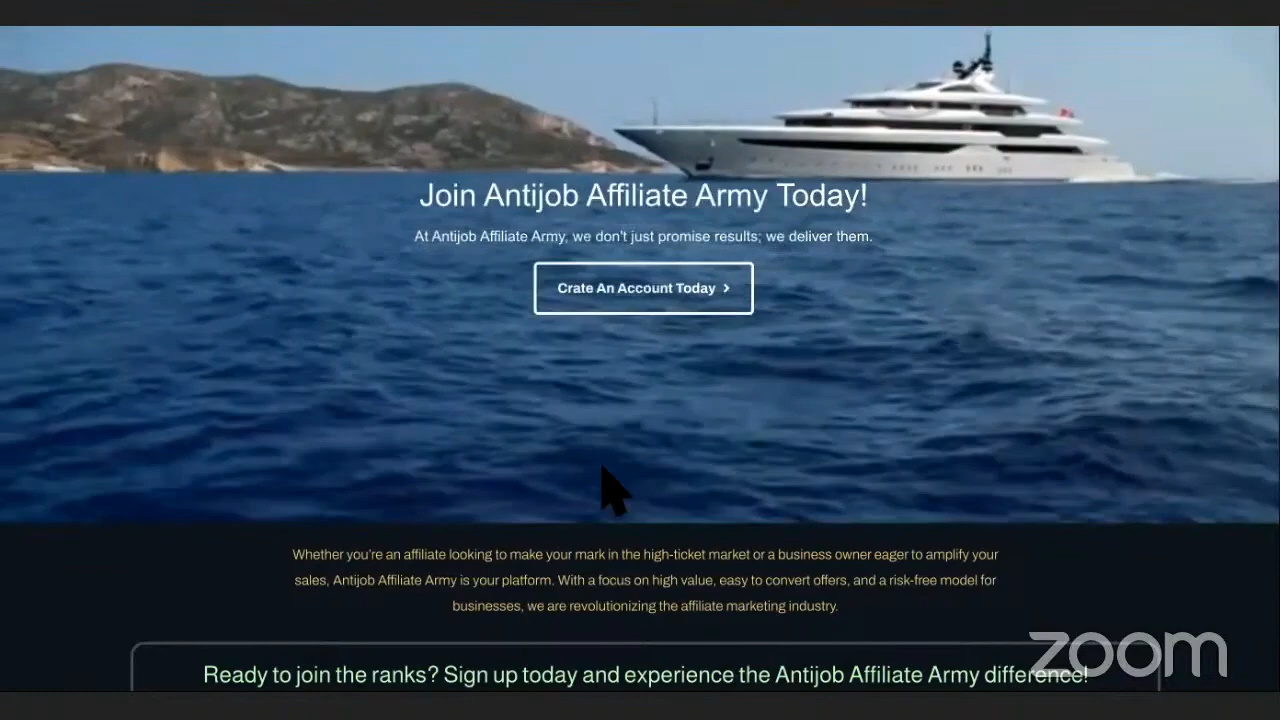 Join Antijob Affiliate Army Today!
At Antijob Affiliate Army, we don't just promise results; we deliver them.
Crate An Account Today
Whether you're an affiliate looking to make your mark in the high-ticket market or a business owner eager to amplify your
sales, Antijob Affiliate Army is your platform. With a focus on high value, easy to convert offers, and a risk-free model for
businesses, we are revolutionizing the affiliate marketing industry.
Ready to join the ranks? Sign up today and experience the Antijob Affiliate Army difference!
zoom